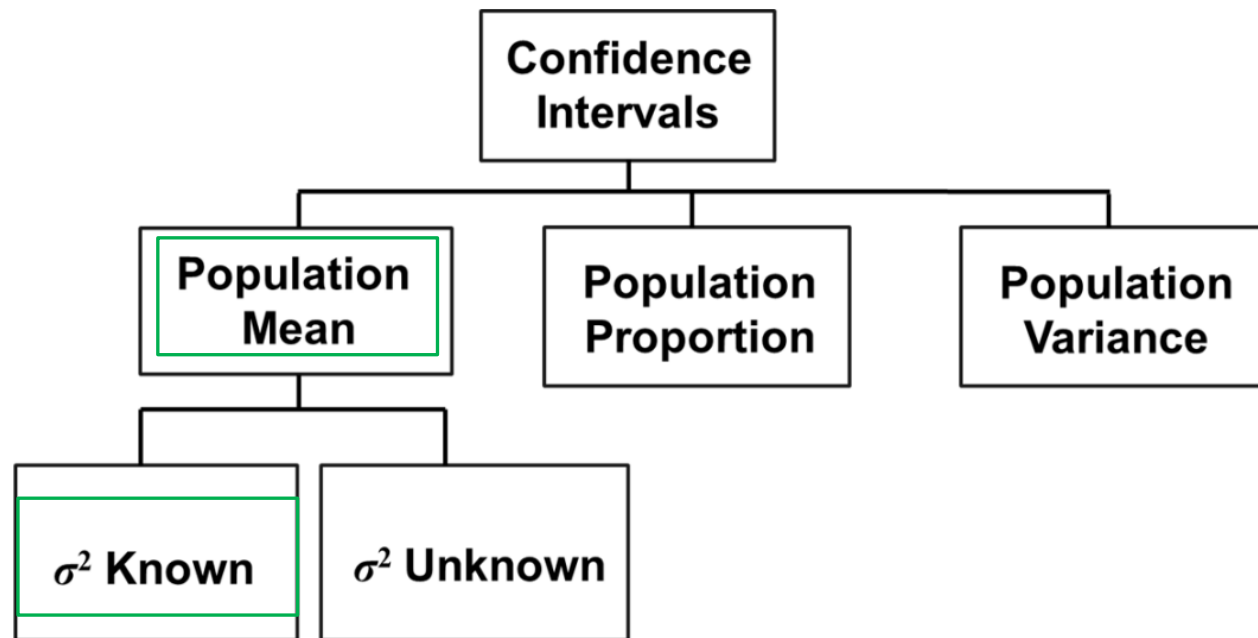 Confidence
Intervals
Population
Mean
Population
Proportion
Population
Variance
σ² Known
σ² Unknown